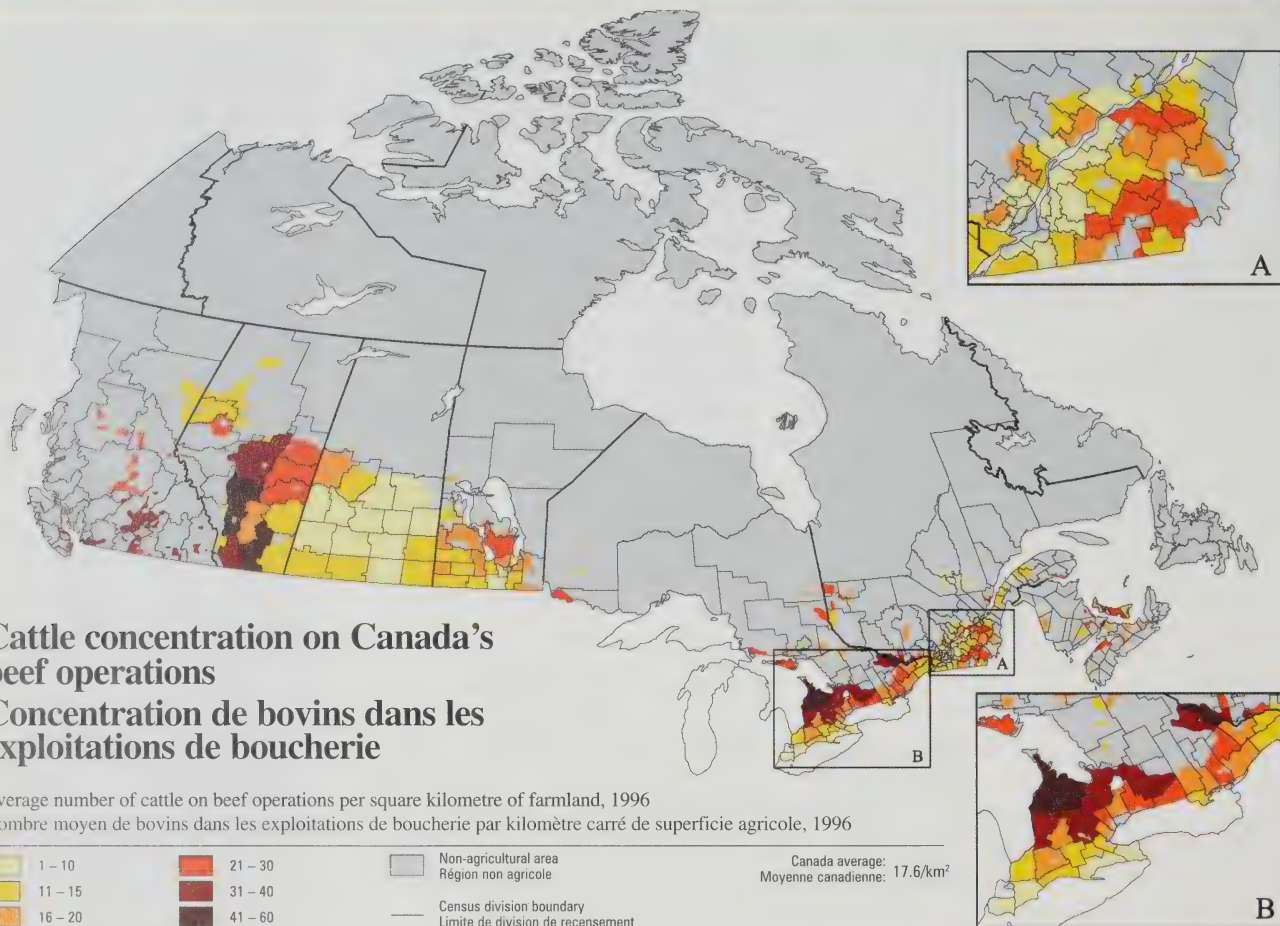 A
A
B
B
Cattle concentration on Canada's
beef operations
Concentration de bovins dans les
exploitations de boucherie
verage number of cattle on beef operations per square kilometre of farmland, 1996
ombre moyen de bovins dans les exploitations de boucherie par kilomètre carré de superficie agricole, 1996
1 – 10
11 – 15
16 – 20
21 – 30
31 – 40
41 – 60
Non-agricultural area
Région non agricole
Census division boundary
Limite de division de recensement
Canada average: 17.6/km²
Moyenne canadienne: